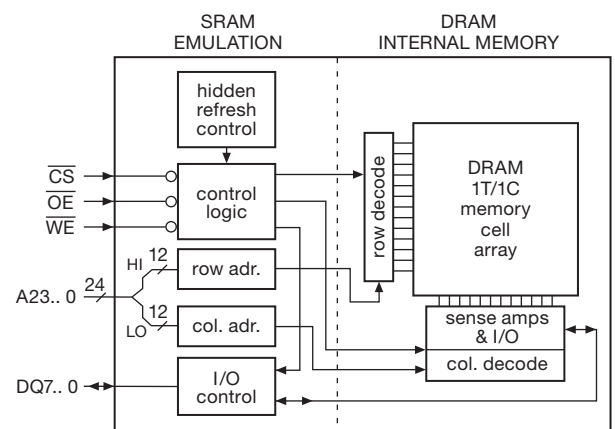 SRAM
EMULATION
DRAM
INTERNAL MEMORY
hidden
refresh
control
CS
OE
WE
control
logic
row decode
DRAM
1T/1C
memory
cell
array
A23.. 0
24
HI
12
row adr.
LO
12
col. adr.
sense amps
& I/O
col. decode
DQ7.. 0
I/O
control